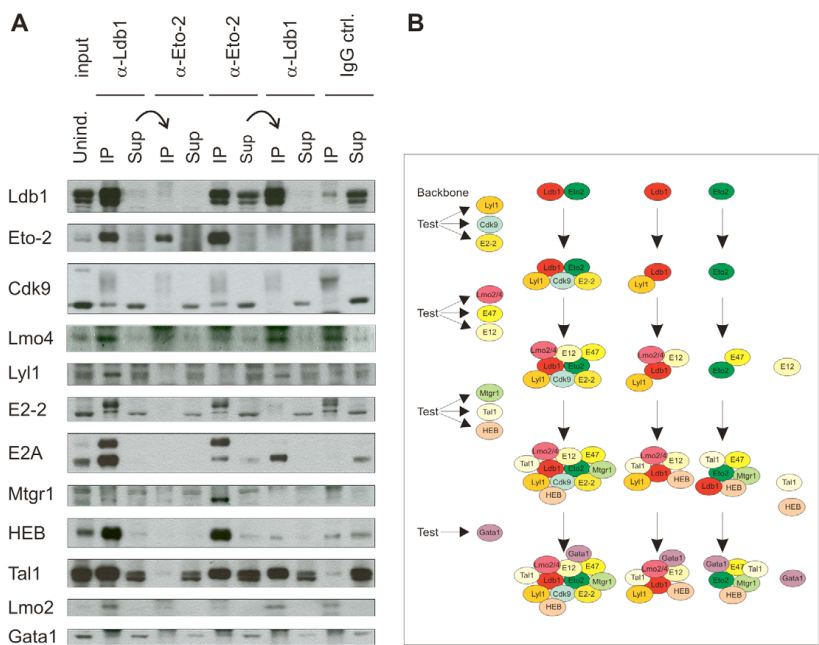 A
B
input
α-Ldb1
α-Eto-2
α-Eto-2
α-Ldb1
IgG ctrl.
Unind.
IP
Sup
IP
Sup
IP
Sup
IP
Sup
IP
Sup
Ldb1
Eto-2
Cdk9
Lmo4
Lyl1
E2-2
E2A
Mtgr1
HEB
Tal1
Lmo2
Gata1
Backbone
Ldb1 Eto2
Ldb1
Eto2
Test
Lyl1
Cdk9
E2-2
Ldb1 Eto2
Lyl1 Cdk9 E2-2
Ldb1
Lyl1
Eto2
Test
Lmo2/4
E47
E12
Lmo2/4 E12 E47
Ldb1 Eto2
Lyl1 Cdk9 E2-2
Lmo2/4 E12
Ldb1
Lyl1
E47
Eto2
E12
Test
Mtgr1
Tal1
HEB
Lmo2/4 E12 E47
Tal1 Ldb1 Eto2 Mtgr1
Lyl1 Cdk9 E2-2
HEB
Lmo2/4
Tal1 E12
Ldb1
Lyl1 HEB
Tal1 E47
Eto2 Mtgr1
Ldb1 HEB
Tal1
HEB
Test
Gata1
Gata1
Lmo2/4 E12 E47
Tal1 Ldb1 Eto2 Mtgr1
Lyl1 Cdk9 E2-2
HEB
Gata1
Lmo2/4
Tal1 E12
Ldb1
Lyl1 HEB
Gata1 E47 Tal1
Eto2 Mtgr1
HEB
Gata1